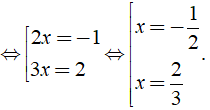 ⇔ [ 2x = −1
3x = 2 ⇔ [ x = −1/2
x = 2/3 .